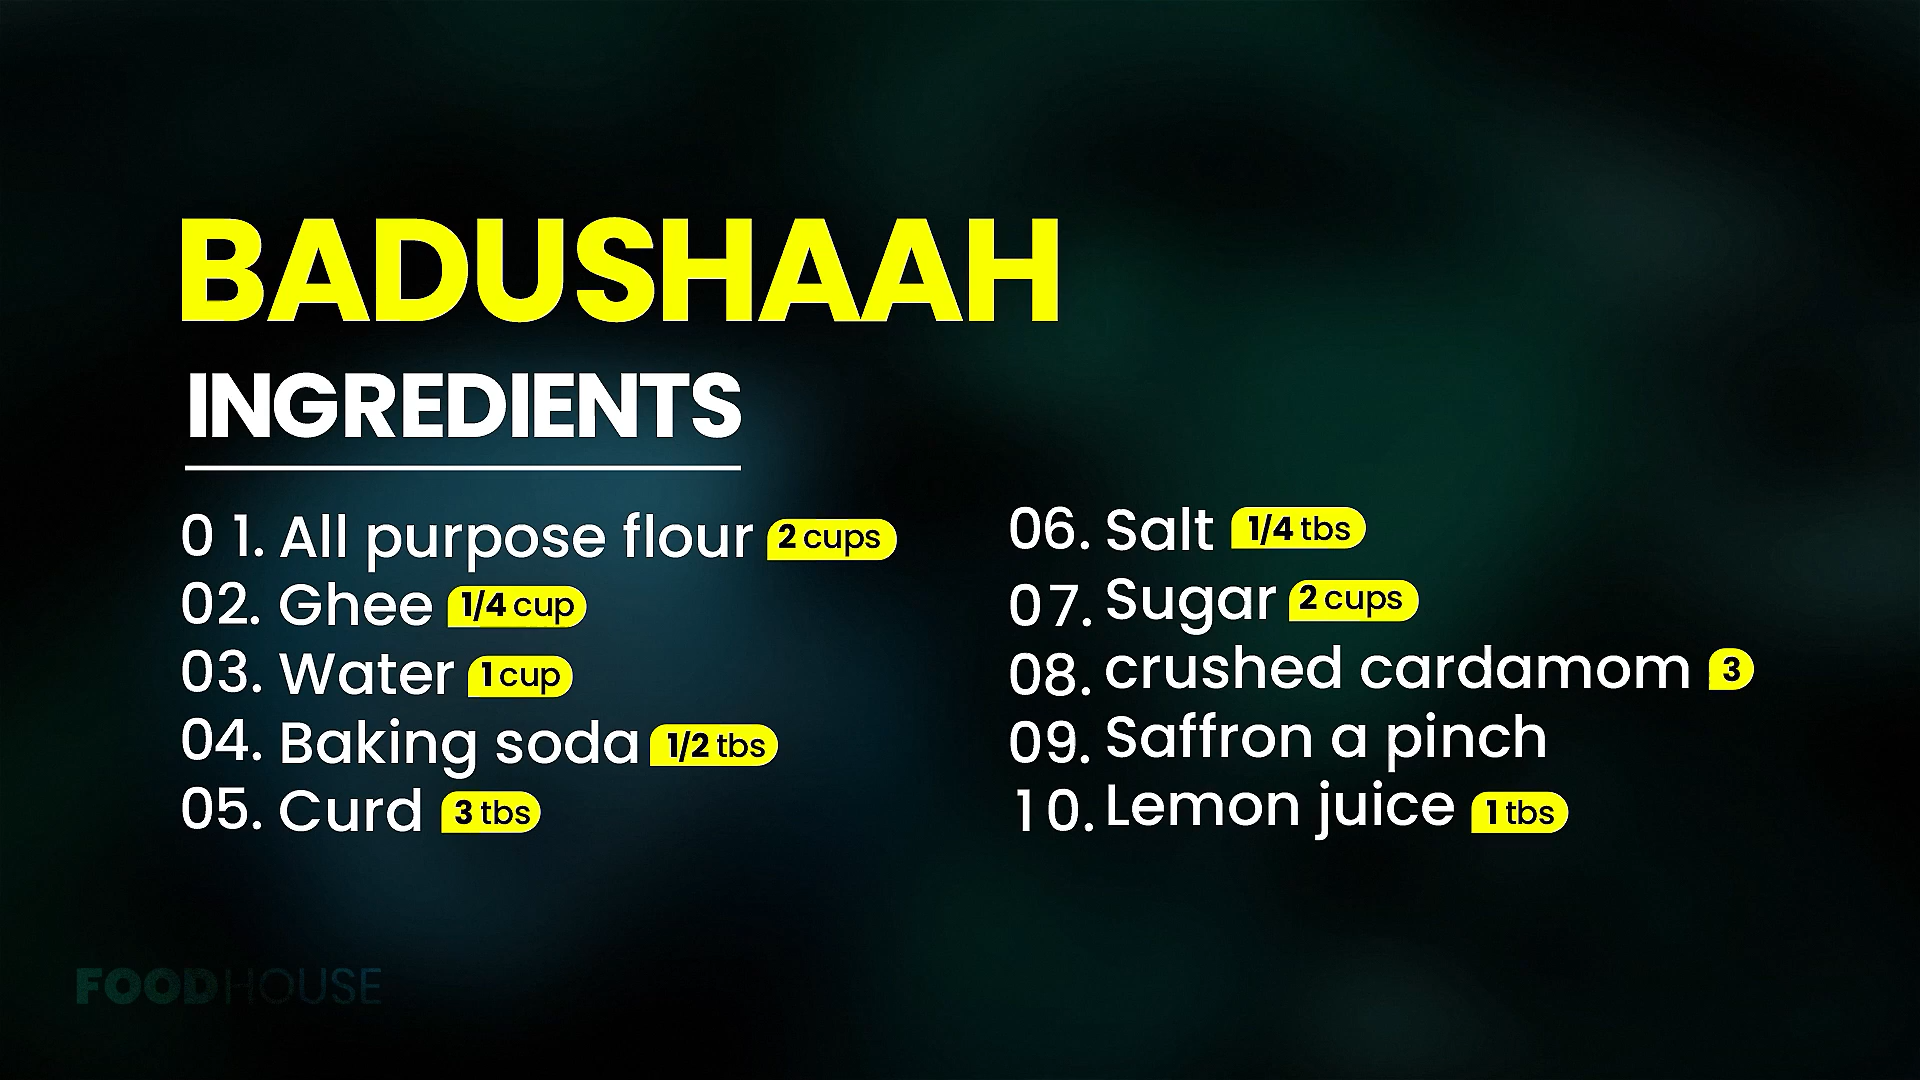 BADUSHAAH
INGREDIENTS
0 1. All purpose flour 2 cups
02. Ghee 1/4 cup
03. Water 1 cup
04. Baking soda 1/2 tbs
05. Curd 3 tbs
06. Salt 1/4 tbs
07. Sugar 2 cups
08. crushed cardamom 3
09. Saffron a pinch
10. Lemon juice 1 tbs
FOODHOUSE